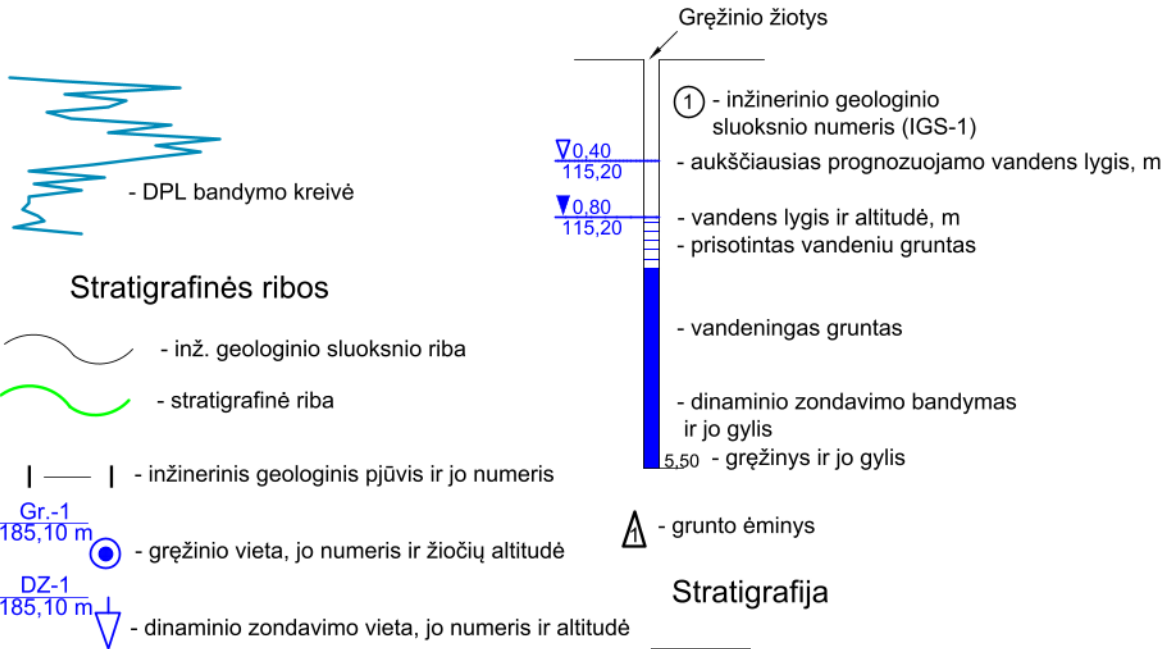 - DPL bandymo kreivė
Stratigrafinės ribos
- inž. geologinio sluoksnio riba
- stratigrafinė riba
- inžinerinis geologinis pjūvis ir jo numeris
Gr.-1
185,10 m
- gręžinio vieta, jo numeris ir žiočių altitudė
DZ-1
185,10 m
- dinaminio zondavimo vieta, jo numeris ir altitudė
Gręžinio žiotys
1 - inžinerinio geologinio
sluoksnio numeris (IGS-1)
0,40
115,20
- aukščiausias prognozuojamo vandens lygis, m
0,80
115,20
- vandens lygis ir altitudė, m
- prisotintas vandeniu gruntas
- vandeningas gruntas
- dinaminio zondavimo bandymas
ir jo gylis
5,50 - gręžinys ir jo gylis
1 - grunto ėminys
Stratigrafija